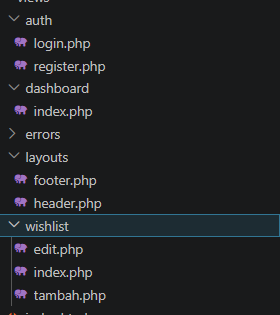 views
auth
login.php
register.php
dashboard
index.php
errors
layouts
footer.php
header.php
wishlist
edit.php
index.php
tambah.php